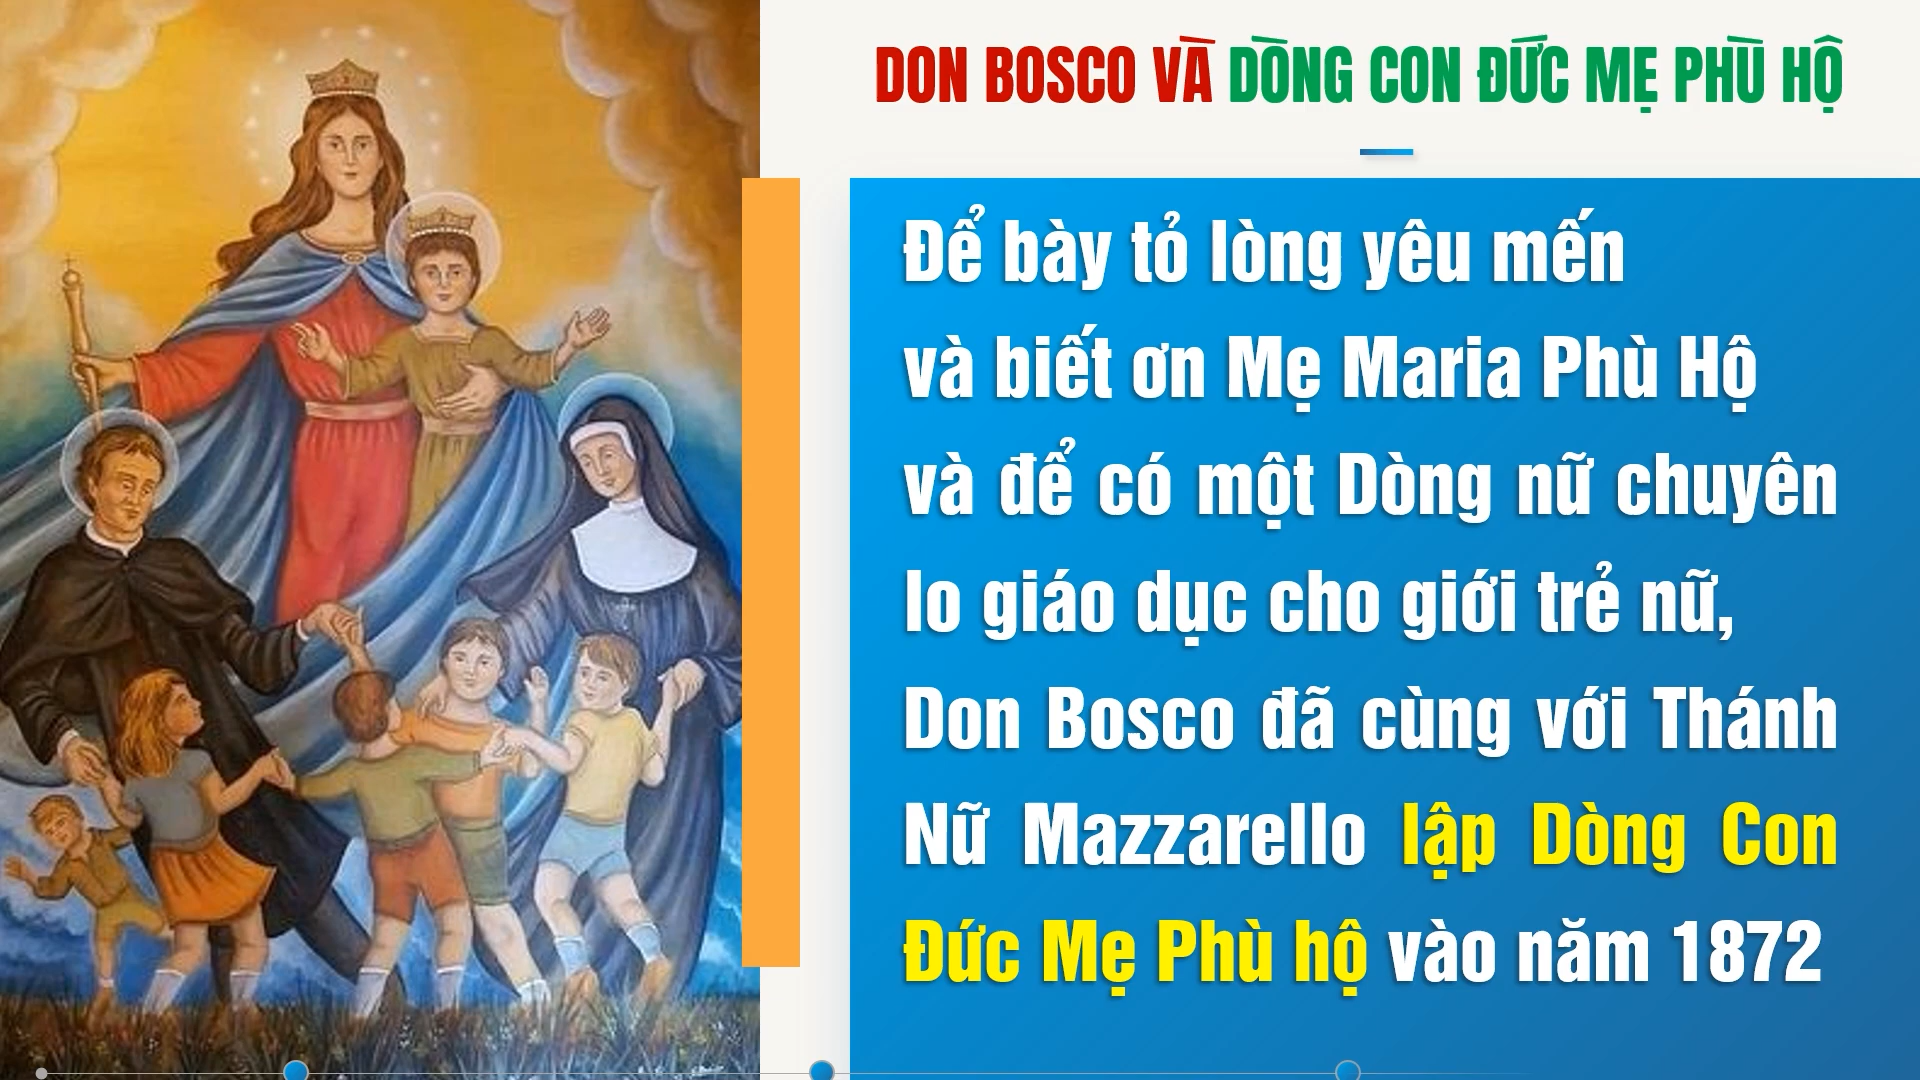 DON BOSCO VÀ DÒNG CON ĐỨC MẸ PHÙ HỘ
Để bày tỏ lòng yêu mến
và biết ơn Mẹ Maria Phù Hộ
và để có một Dòng nữ chuyên
lo giáo dục cho giới trẻ nữ,
Don Bosco đã cùng với Thánh
Nữ Mazzarello lập Dòng Con
Đức Mẹ Phù hộ vào năm 1872